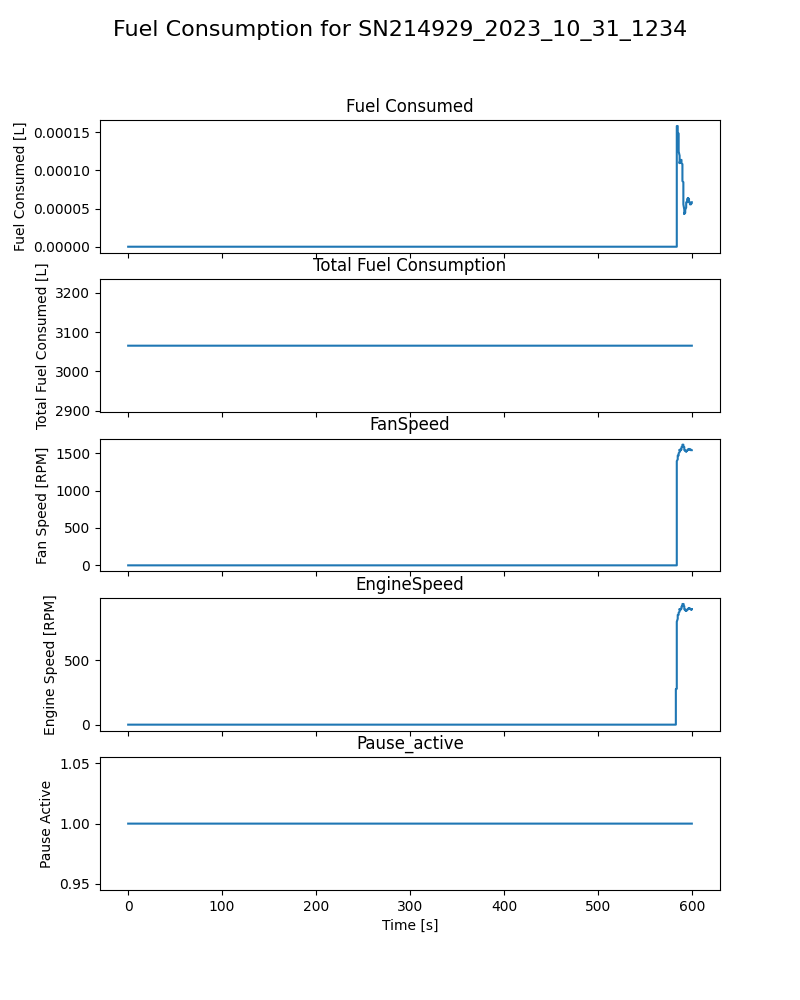 Fuel Consumption for SN214929_2023_10_31_1234
Fuel Consumed
Fuel Consumed [L]
0.00015
0.00010
0.00005
0.00000
Total Fuel Consumption
Total Fuel Consumed [L]
3200
3100
3000
2900
FanSpeed
Fan Speed [RPM]
1500
1000
500
0
EngineSpeed
Engine Speed [RPM]
500
0
Pause_active
Pause Active
1.05
1.00
0.95
0 100 200 300 400 500 600
Time [s]